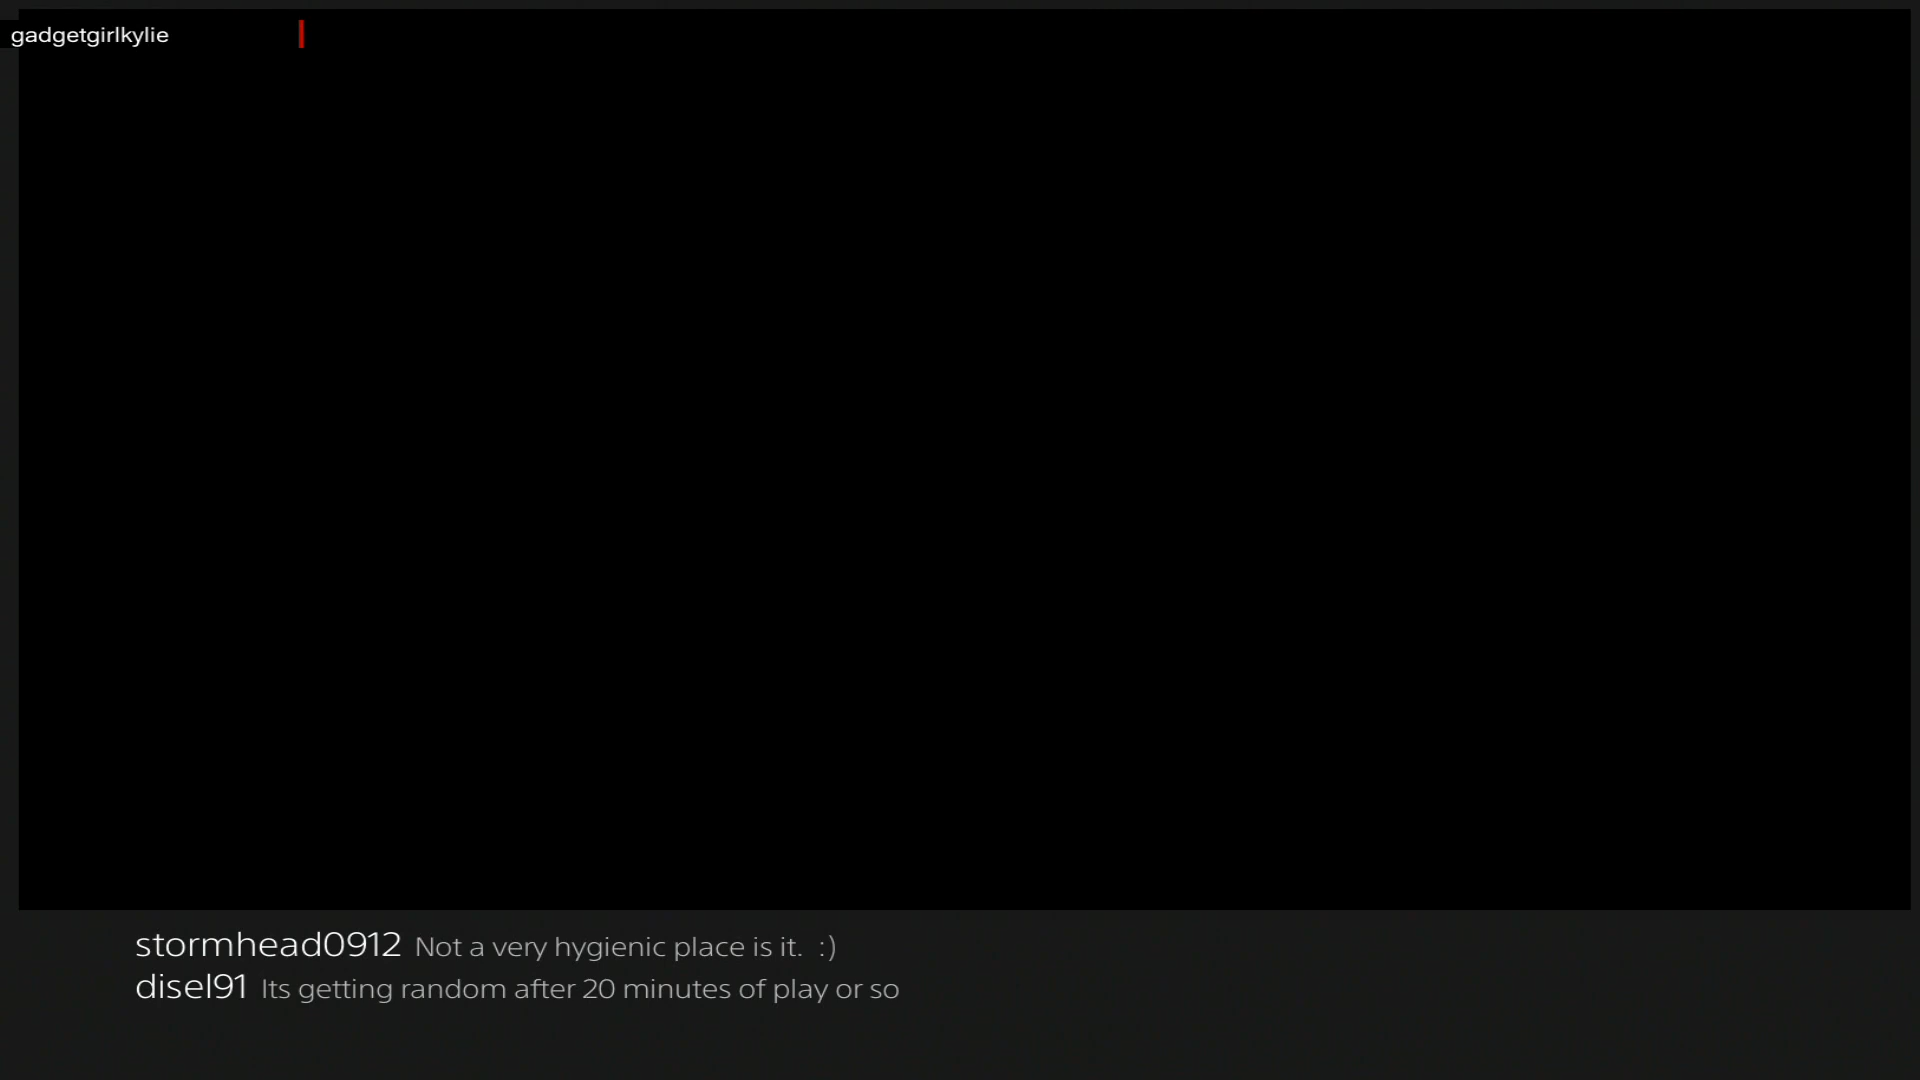 gadgetgirlkylie
stormhead0912 Not a very hygienic place is it. :)
disel91 Its getting random after 20 minutes of play or so